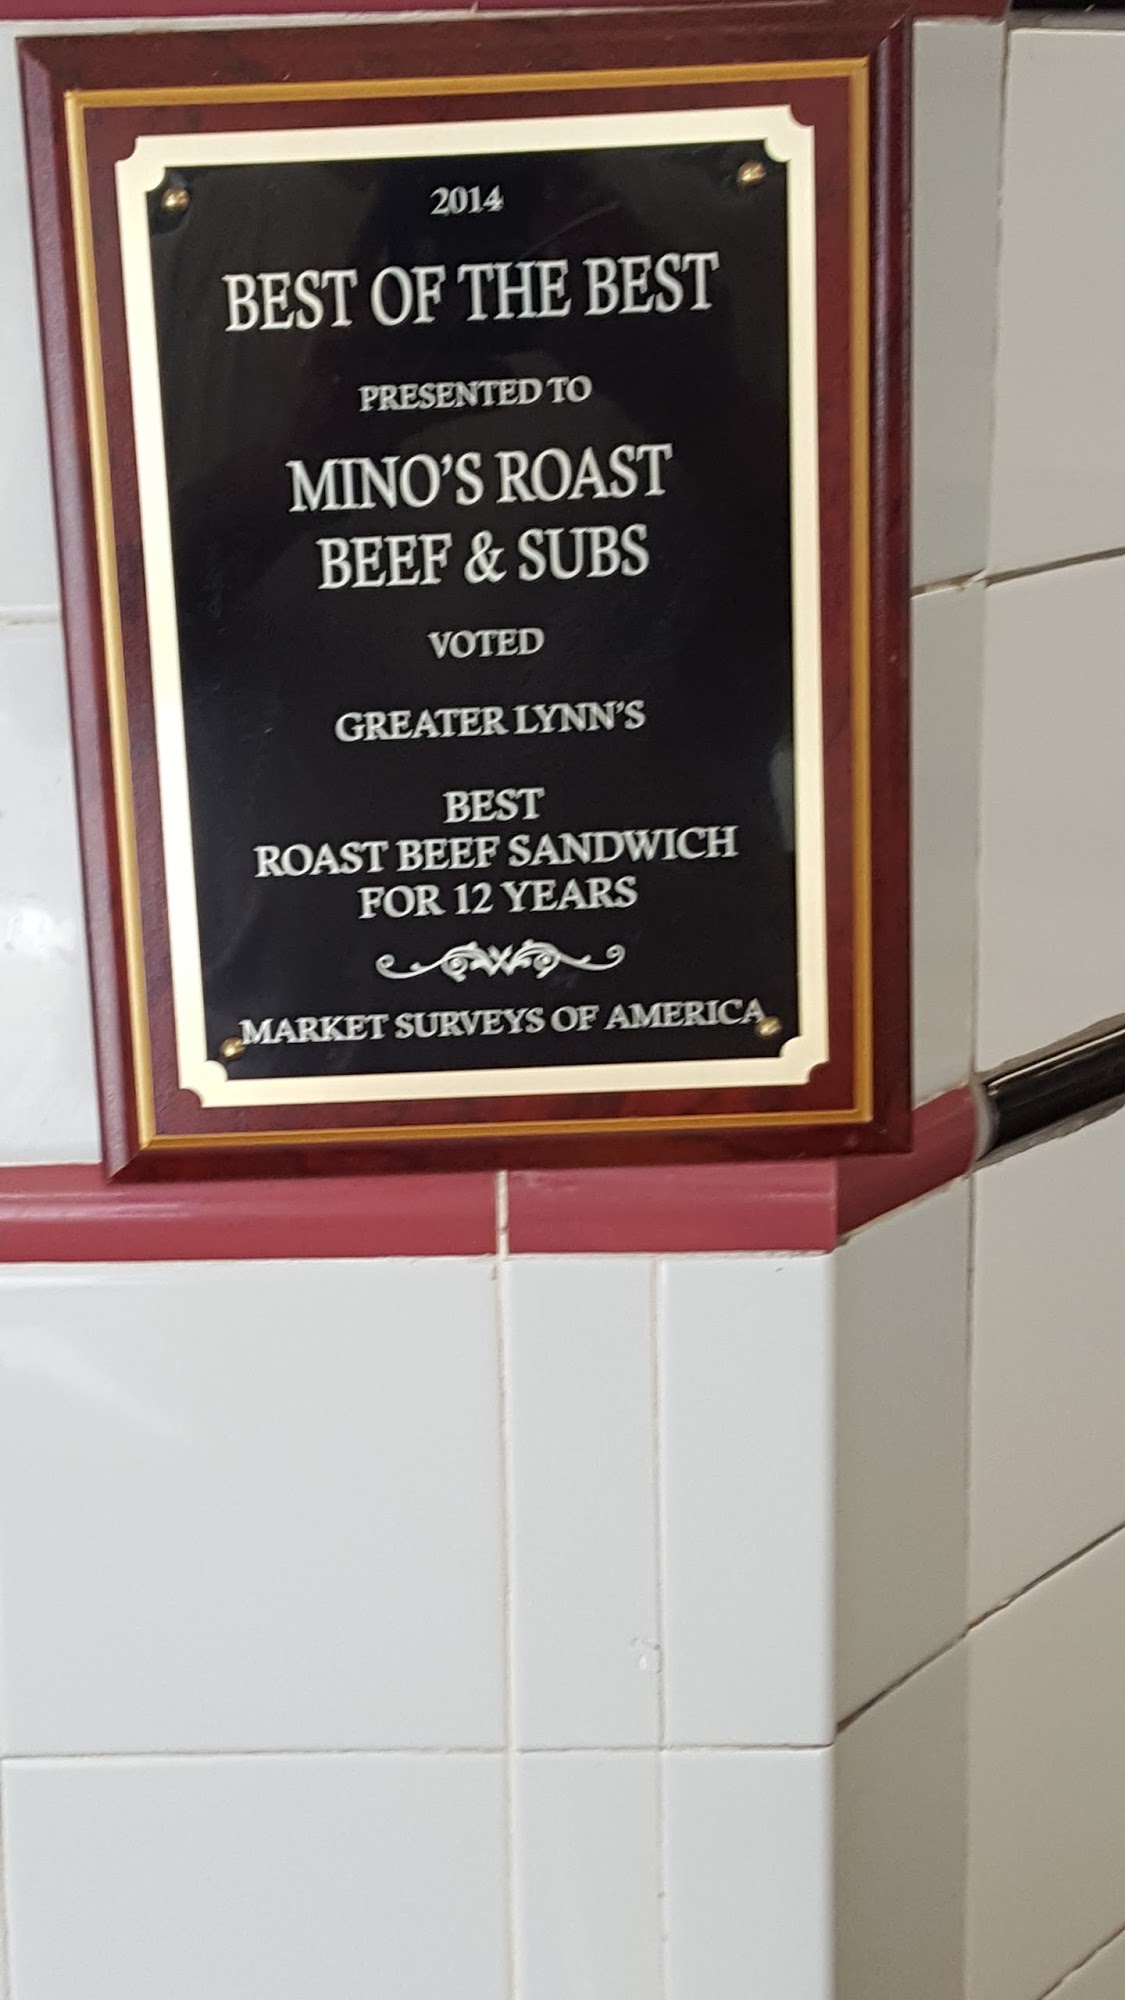 2014
BEST OF THE BEST
PRESENTED TO
MINO'S ROAST
BEEF & SUBS
VOTED
GREATER LYNN'S
BEST
ROAST BEEF SANDWICH
FOR 12 YEARS
MARKET SURVEYS OF AMERICA